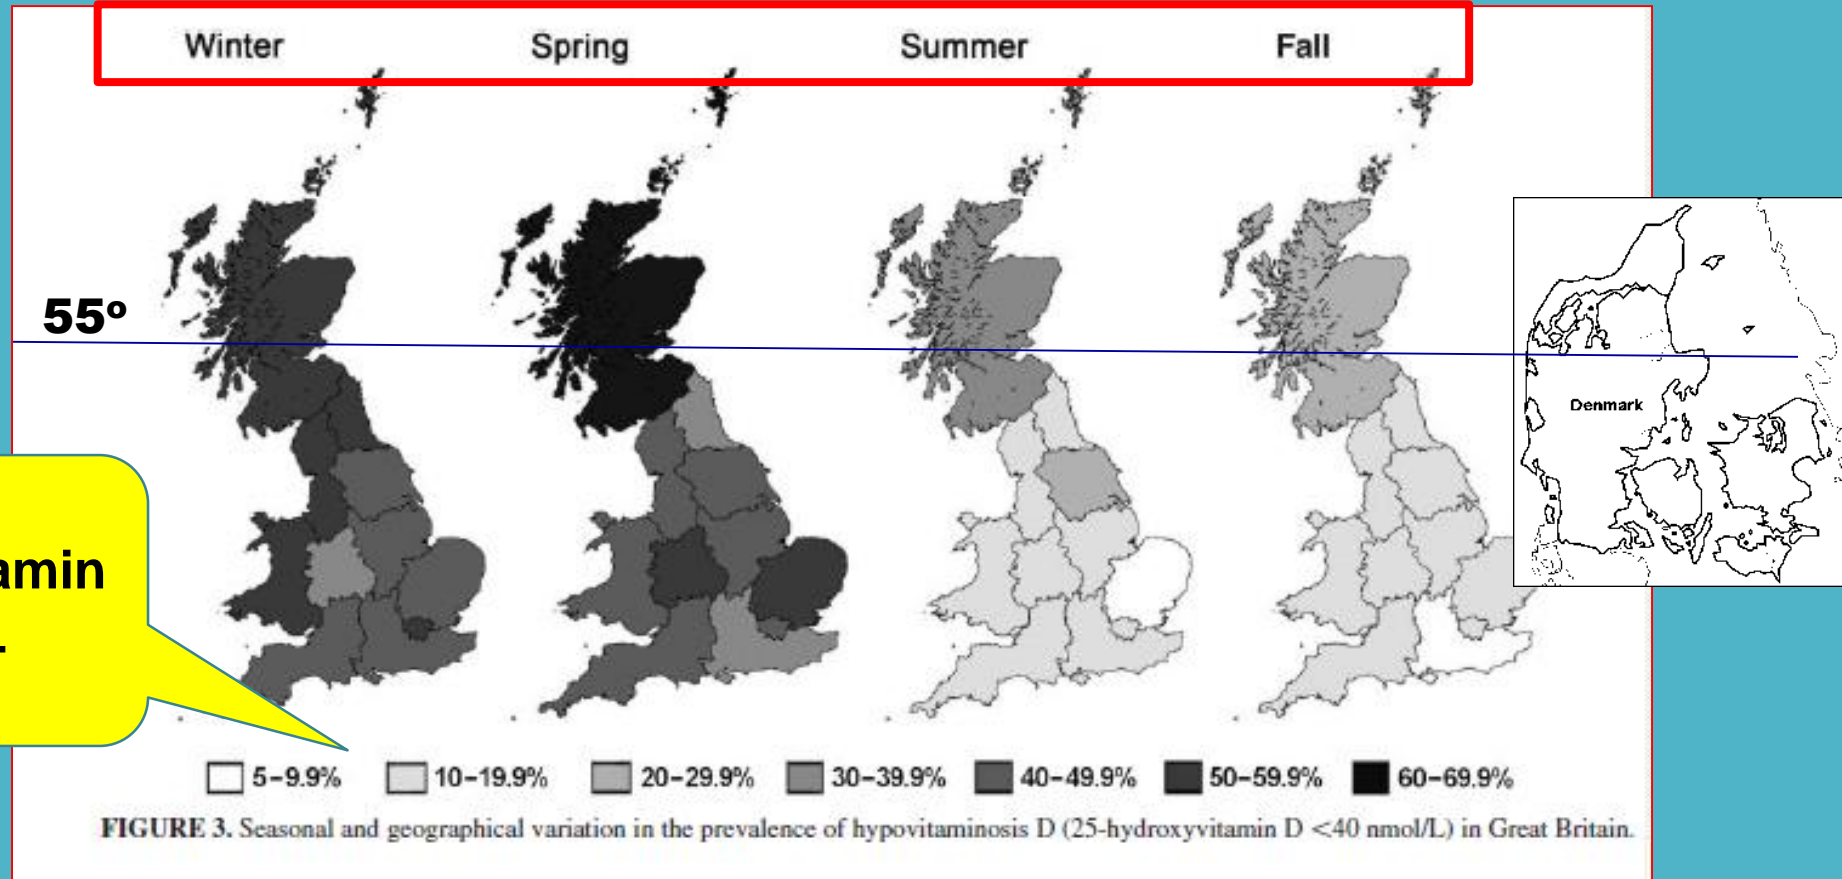 Winter Spring Summer Fall
55º
Denmark
5–9.9% 10–19.9% 20–29.9% 30–39.9% 40–49.9% 50–59.9% 60–69.9%
FIGURE 3. Seasonal and geographical variation in the prevalence of hypovitaminosis D (25-hydroxyvitamin D <40 nmol/L) in Great Britain.